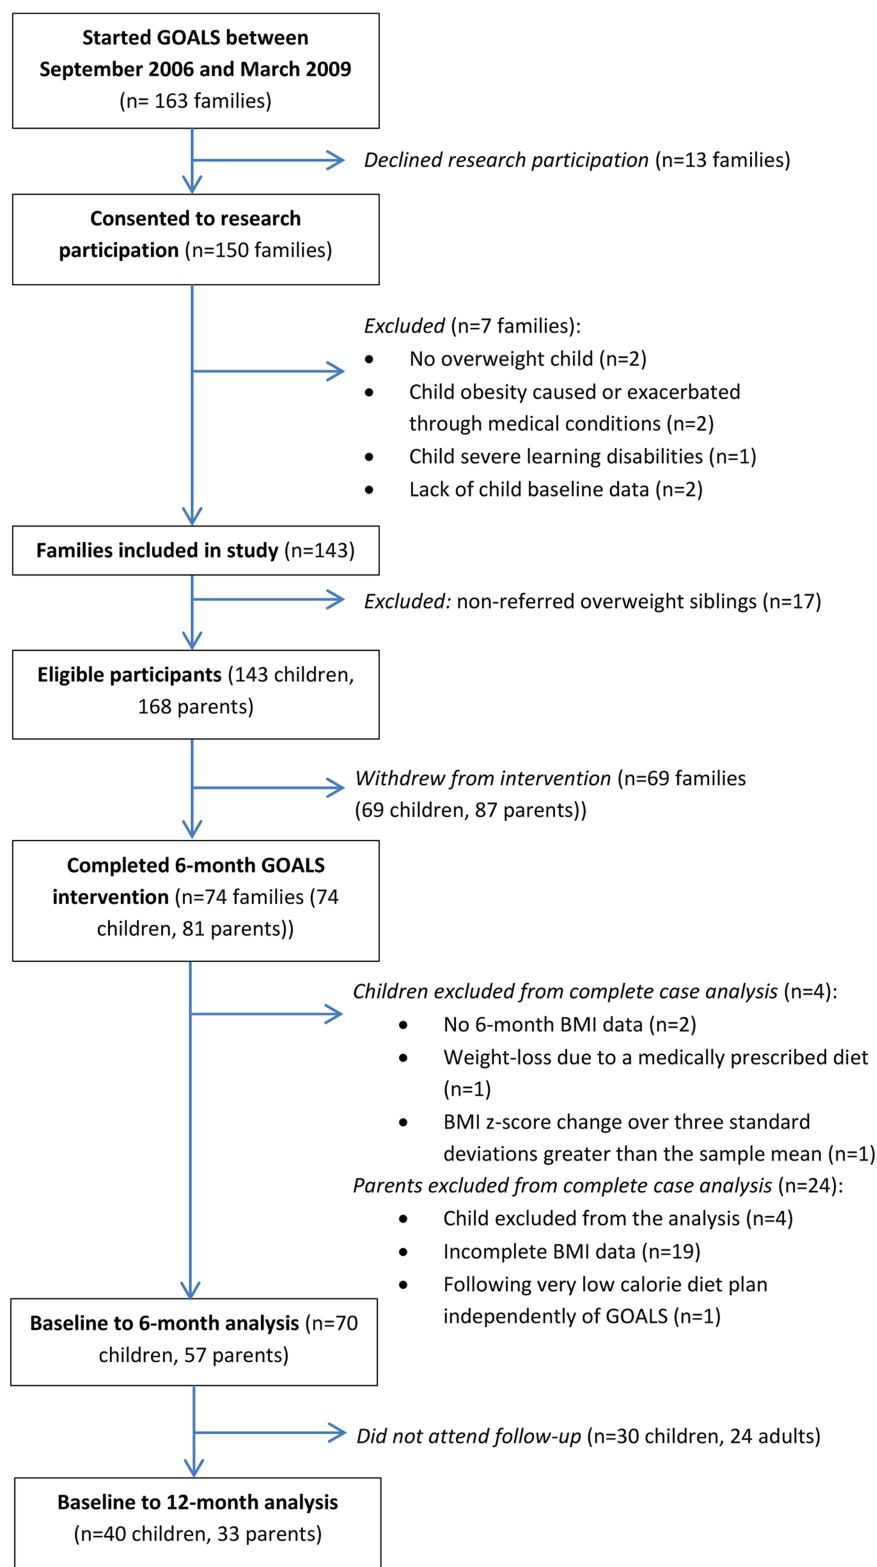 Started GOALS between
September 2006 and March 2009
(n= 163 families)
Declined research participation (n=13 families)
Consented to research
participation (n=150 families)
Excluded (n=7 families):
• No overweight child (n=2)
• Child obesity caused or exacerbated
through medical conditions (n=2)
• Child severe learning disabilities (n=1)
• Lack of child baseline data (n=2)
Families included in study (n=143)
Excluded: non-referred overweight siblings (n=17)
Eligible participants (143 children,
168 parents)
Withdrew from intervention (n=69 families
(69 children, 87 parents))
Completed 6-month GOALS
intervention (n=74 families (74
children, 81 parents))
Children excluded from complete case analysis (n=4):
• No 6-month BMI data (n=2)
• Weight-loss due to a medically prescribed diet
(n=1)
• BMI z-score change over three standard
deviations greater than the sample mean (n=1)
Parents excluded from complete case analysis (n=24):
• Child excluded from the analysis (n=4)
• Incomplete BMI data (n=19)
• Following very low calorie diet plan
independently of GOALS (n=1)
Baseline to 6-month analysis (n=70
children, 57 parents)
Did not attend follow-up (n=30 children, 24 adults)
Baseline to 12-month analysis
(n=40 children, 33 parents)